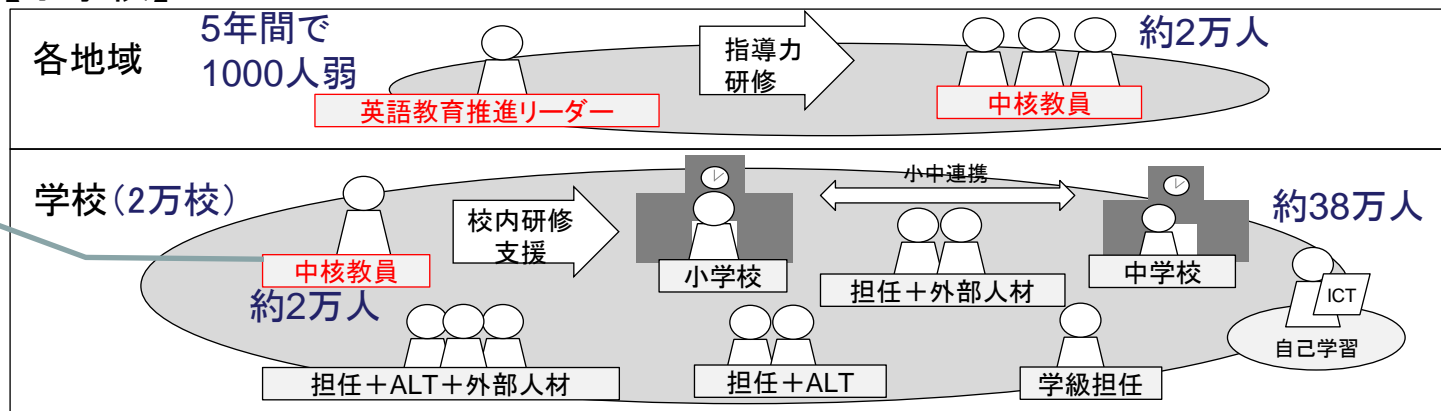 各地域
5年間で
1000人弱
英語教育推進リーダー
指導力
研修
約2万人
中核教員
学校（2万校）
中核教員
約2万人
校内研修
支援
小学校
小中連携
担任＋外部人材
中学校
約38万人
ICT
自己学習
担任＋ALT＋外部人材
担任＋ALT
学級担任